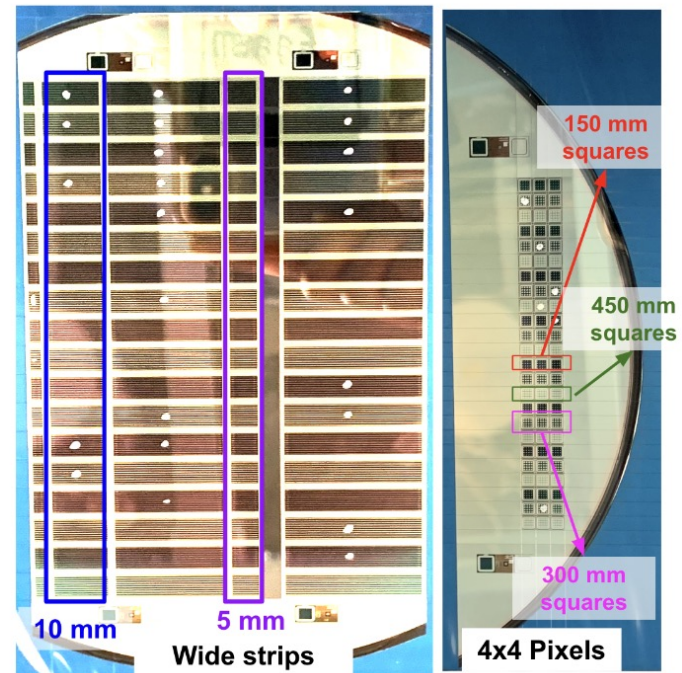 150 mm
squares
450 mm
squares
300 mm
squares
10 mm
5 mm
Wide strips
4x4 Pixels